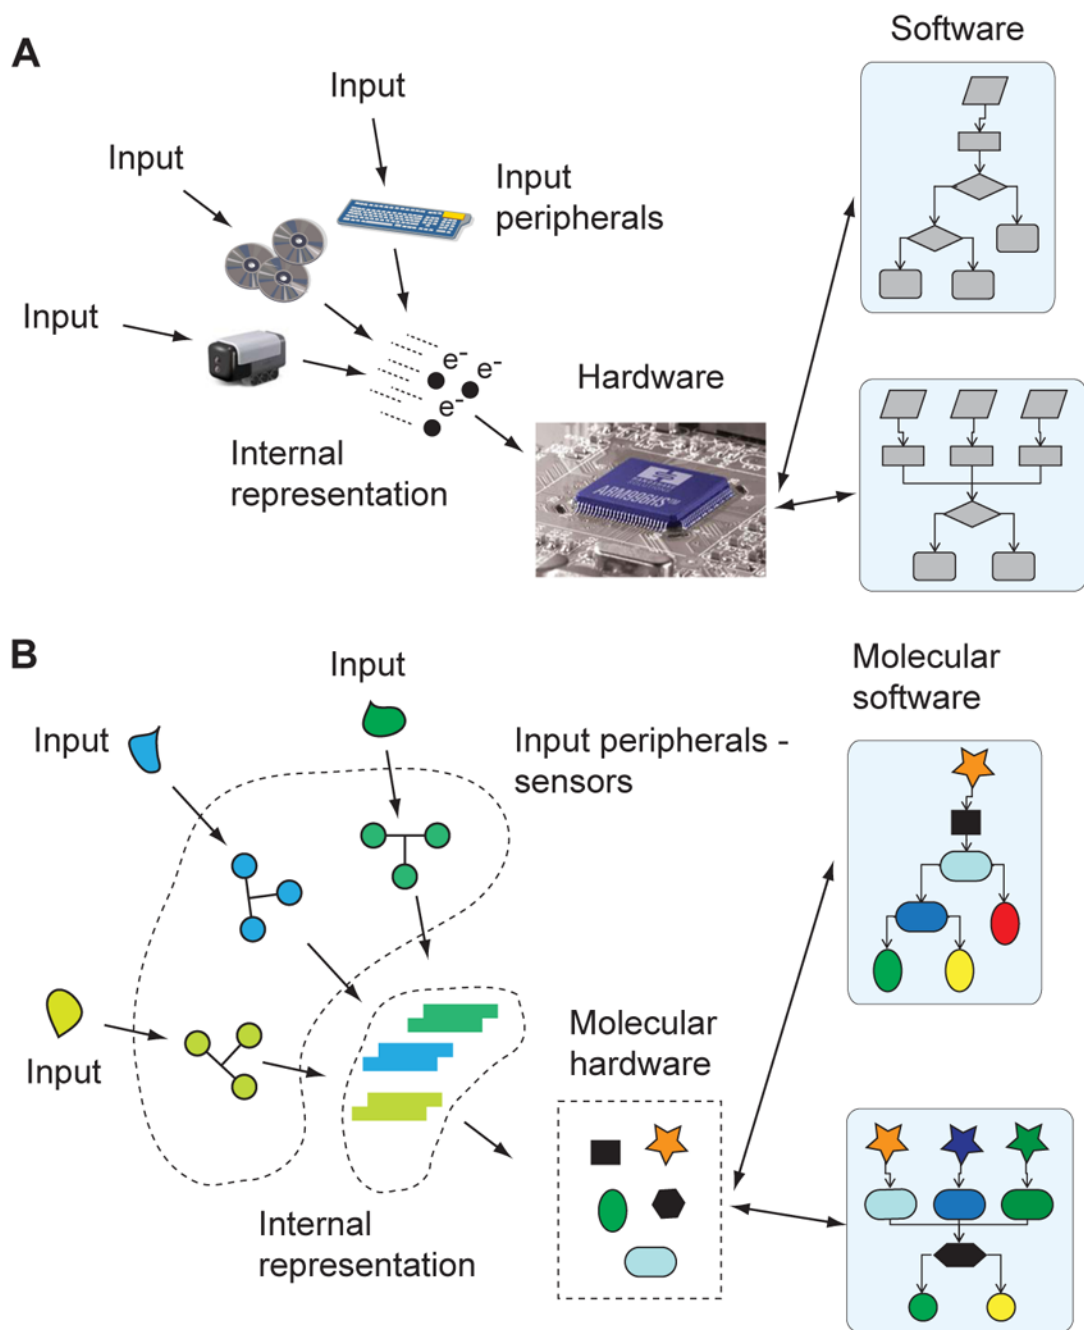 A
Software
Input
Input
Input
peripherals
Input
e-
e-
e-
Hardware
Internal
representation
B
Molecular
software
Input
Input
Input peripherals -
sensors
Input
Molecular
hardware
Internal
representation